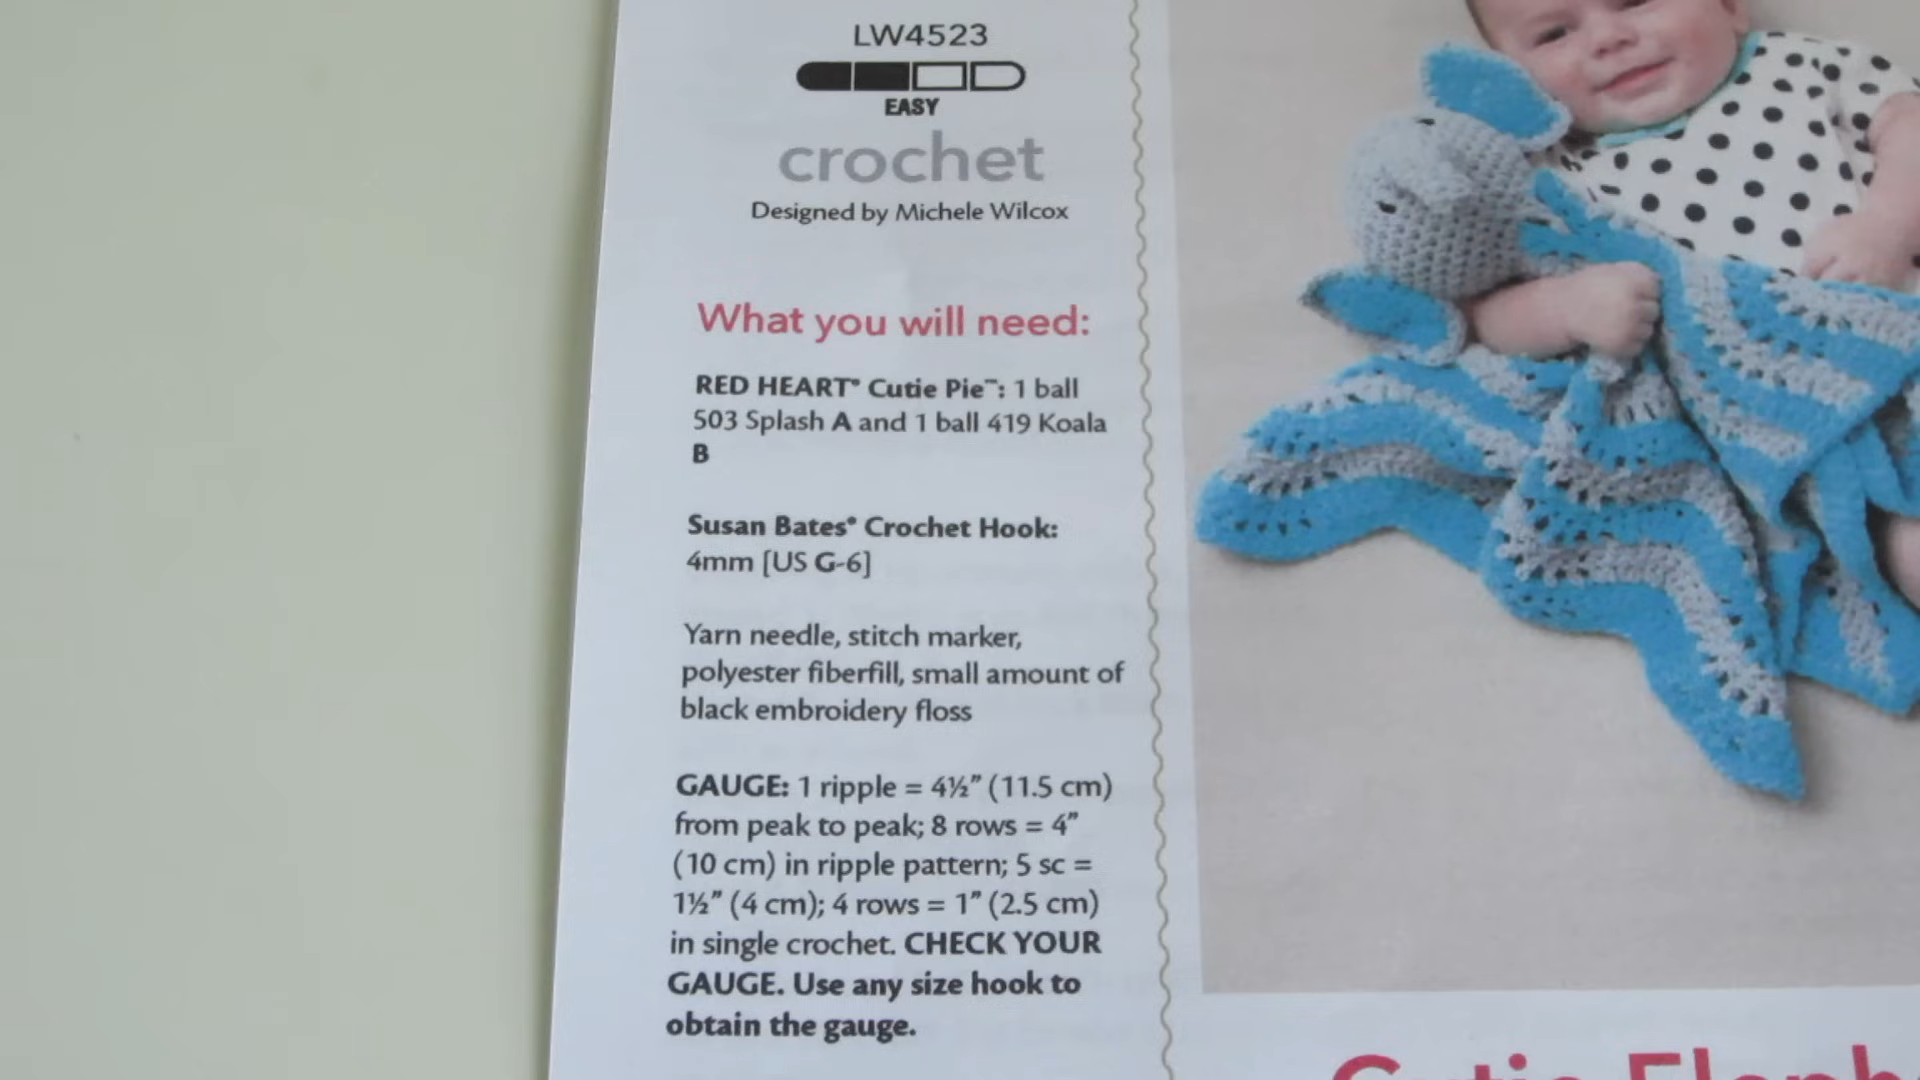 LW4523
EASY
crochet
Designed by Michele Wilcox
What you will need:
RED HEART® Cutie Pie™: 1 ball
503 Splash A and 1 ball 419 Koala
B
Susan Bates® Crochet Hook:
4mm [US G-6]
Yarn needle, stitch marker,
polyester fiberfill, small amount of
black embroidery floss
GAUGE: 1 ripple = 4½” (11.5 cm)
from peak to peak; 8 rows = 4”
(10 cm) in ripple pattern; 5 sc =
1½” (4 cm); 4 rows = 1” (2.5 cm)
in single crochet. CHECK YOUR
GAUGE. Use any size hook to
obtain the gauge.
Cutie